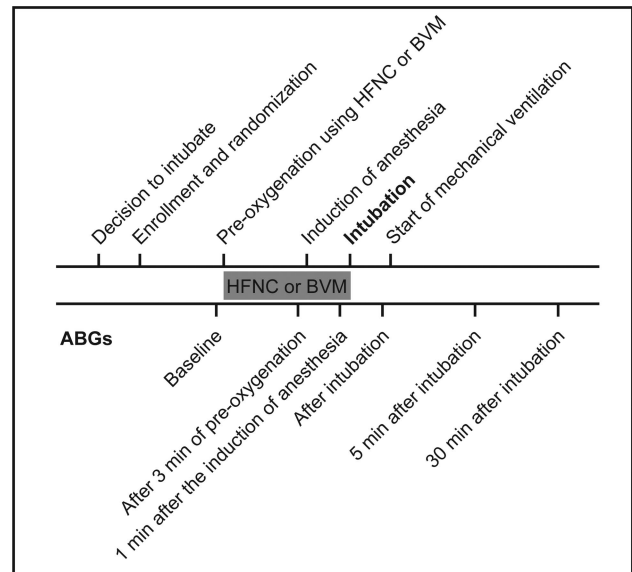 Decision to intubate
Enrollment and randomization
Pre-oxygenation using HFNC or BVM
Induction of anesthesia
Intubation
Start of mechanical ventilation
HFNC or BVM
ABGs
Baseline
After 3 min of pre-oxygenation
1 min after the induction of anesthesia
After intubation
5 min after intubation
30 min after intubation